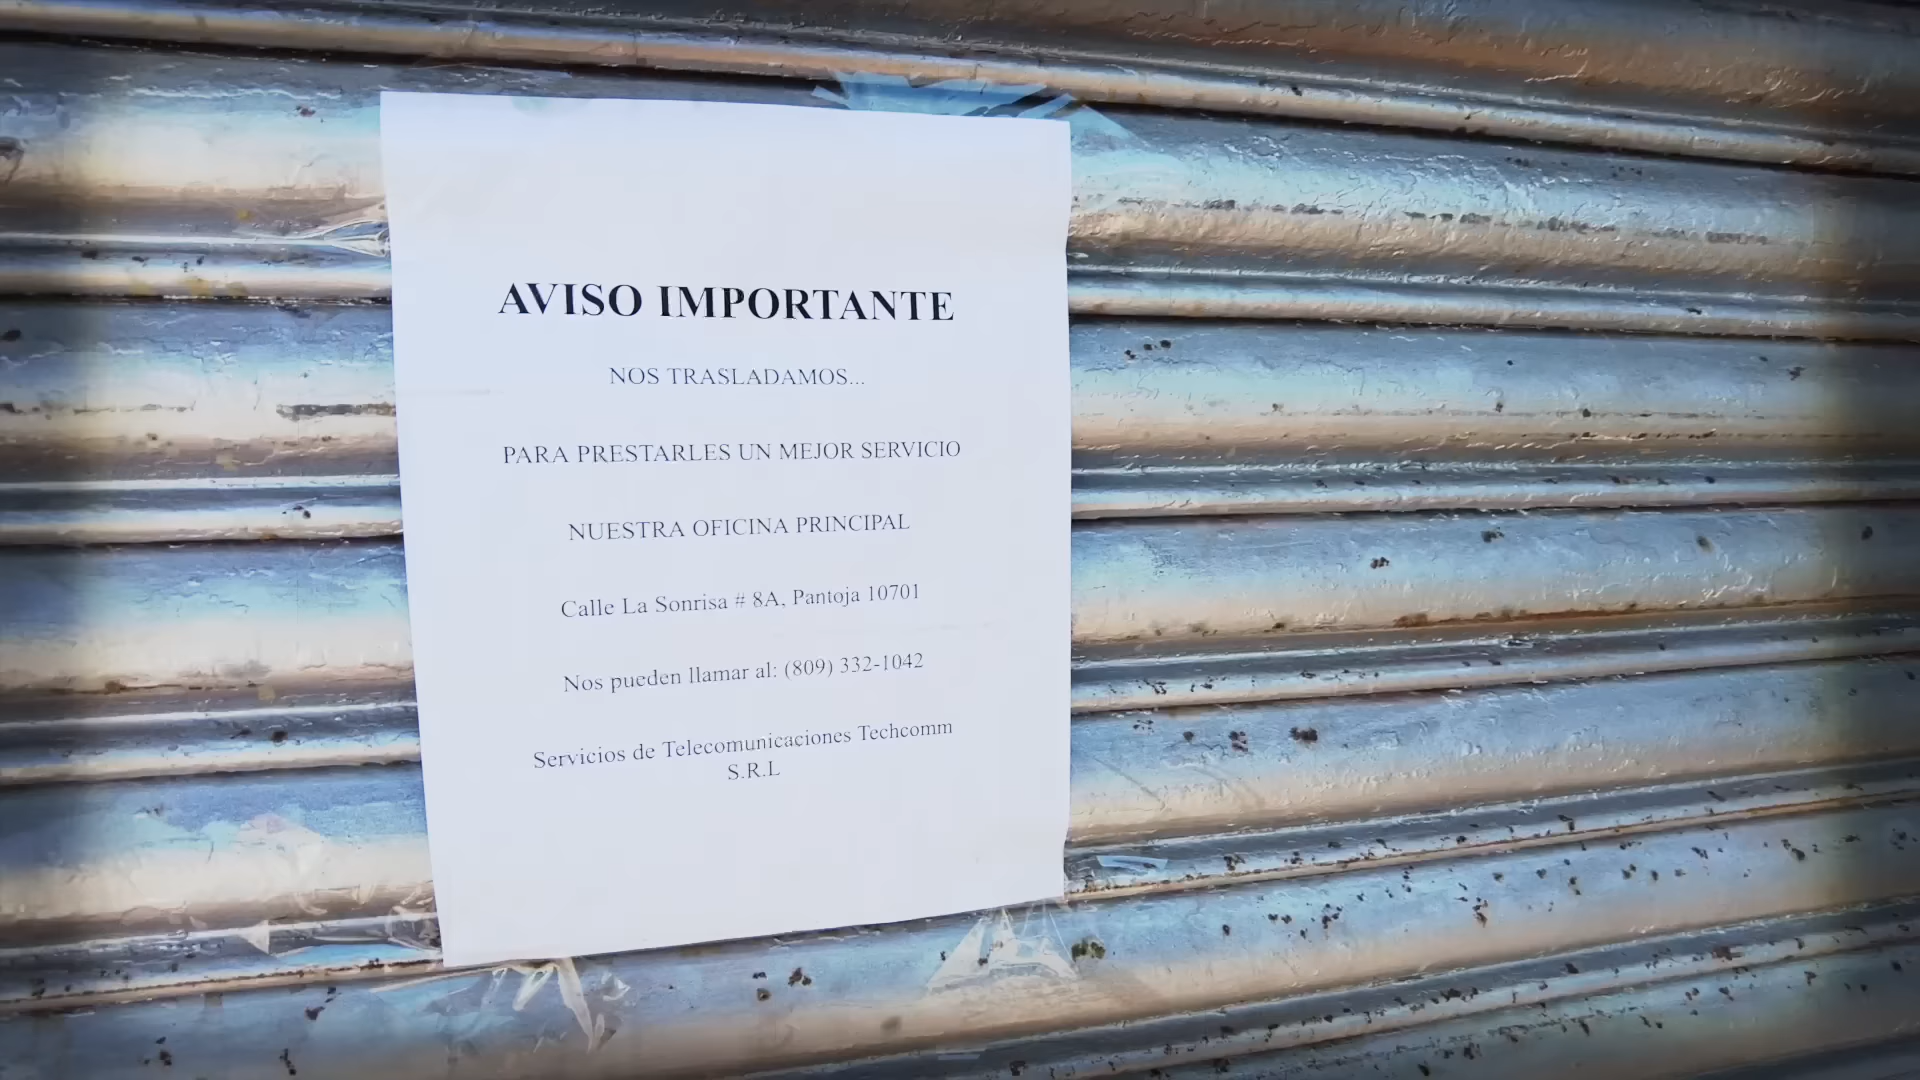 AVISO IMPORTANTE
NOS TRASLADAMOS...
PARA PRESTARLES UN MEJOR SERVICIO
NUESTRA OFICINA PRINCIPAL
Calle La Sonrisa # 8A, Pantoja 10701
Nos pueden llamar al: (809) 332-1042
Servicios de Telecomunicaciones Techcomm
S.R.L